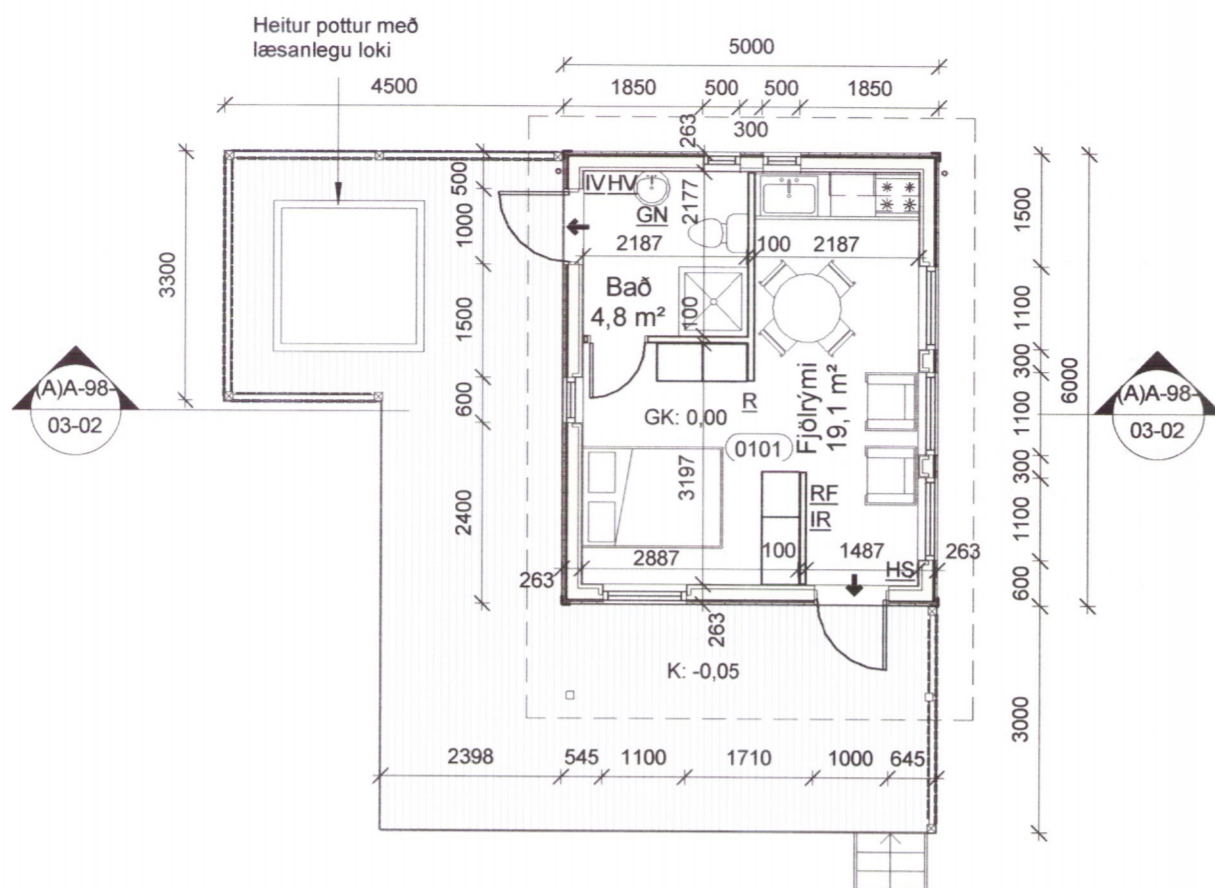 Heitur pottur með
læsanlegu loki
5000
4500
1850
500
500
1850
300
263
500
1000
1500
600
2400
3300
IV HV
GN
2177
2187
100
2187
Bað
4,8 m²
100
R
GK: 0,00
0101
Fjölrými
19,1 m²
3197
RF
IR
2887
100
1487
HS
263
263
263
K: -0,05
1500
1100
300
1100
300
1100
600
6000
3000
(A)A-98-
03-02
(A)A-98-
03-02
2398
545
1100
1710
1000
645